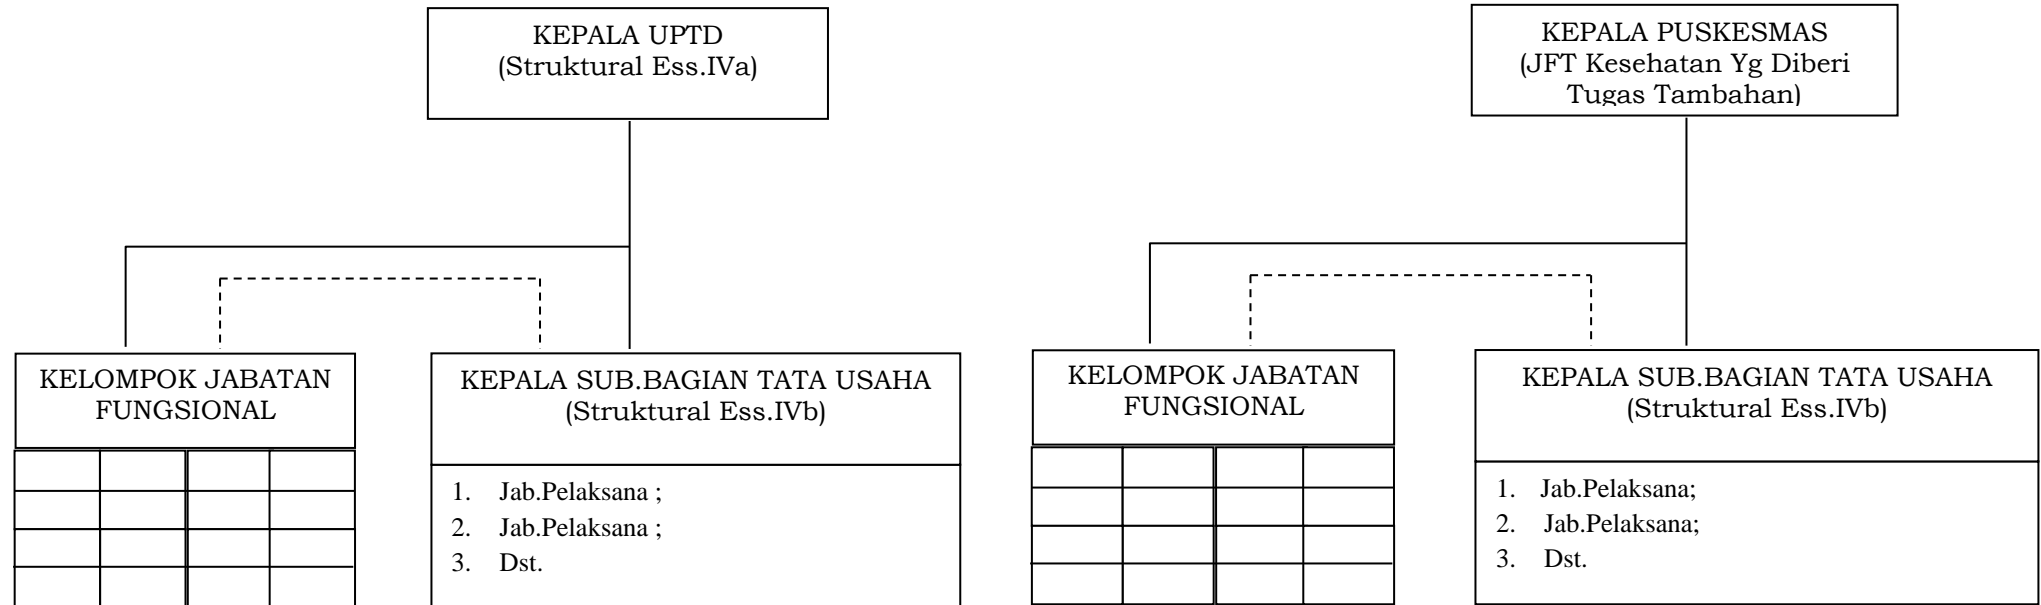 KEPALA UPTD
(Struktural Ess.IVa)
KELOMPOK JABATAN
FUNGSIONAL
KEPALA SUB.BAGIAN TATA USAHA
(Struktural Ess.IVb)
1. Jab.Pelaksana ;
2. Jab.Pelaksana ;
3. Dst.
KEPALA PUSKESMAS
(JFT Kesehatan Yg Diberi
Tugas Tambahan)
KELOMPOK JABATAN
FUNGSIONAL
KEPALA SUB.BAGIAN TATA USAHA
(Struktural Ess.IVb)
1. Jab.Pelaksana;
2. Jab.Pelaksana;
3. Dst.